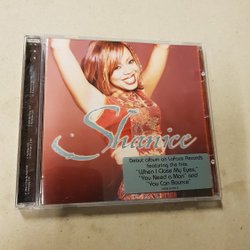 Shanice
Debut album on LaFace Records
featuring the hits
"When I Close My Eyes,"
"You Need a Man" and
"You Can Bounce"